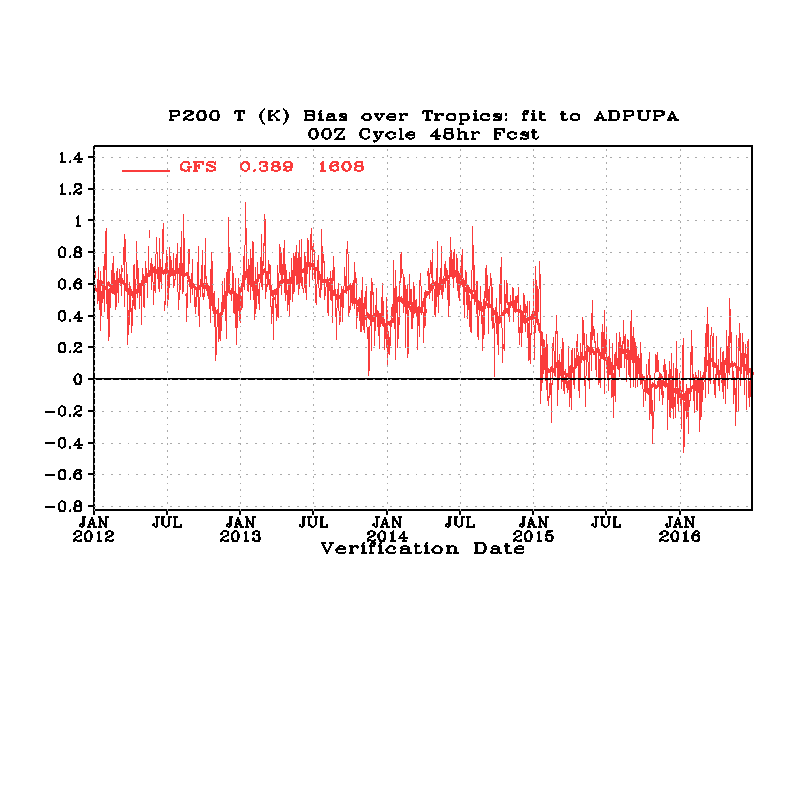 P200 T (K) Bias over Tropics: fit to ADPUPA
00Z Cycle 48hr Fcst
GFS 0.389 1608
1.4
1.2
1
0.8
0.6
0.4
0.2
0
-0.2
-0.4
-0.6
-0.8
JAN JUL JAN JUL JAN JUL JAN JUL JAN
2012 2013 2014 2015 2016
Verification Date